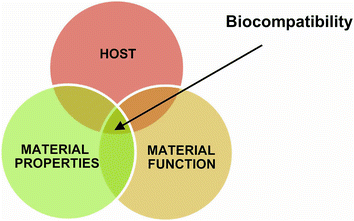 Biocompatibility
HOST
MATERIAL
PROPERTIES
MATERIAL
FUNCTION